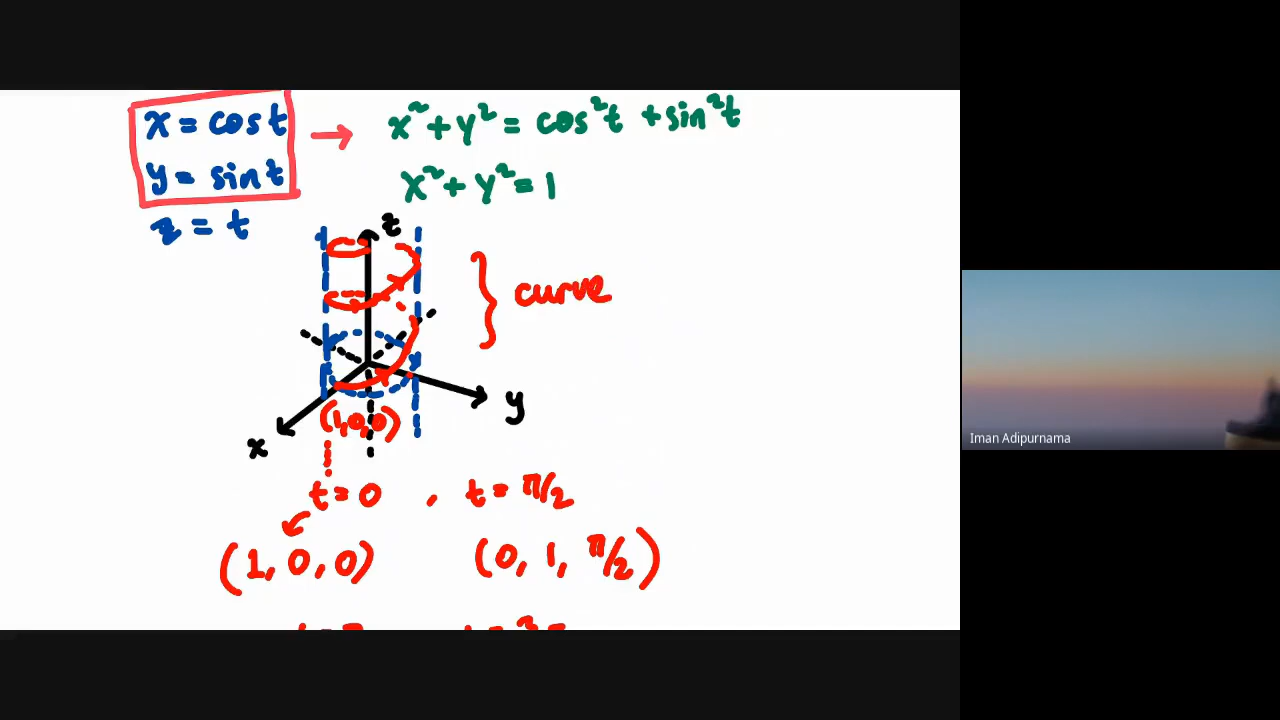 x = cos t → x² + y² = cos²t + sin²t
y = sin t x² + y² = 1
z = t
z
} curve
y
(1,0,0)
x
t = 0 , t = π/2
(1, 0, 0) (0, 1, π/2)
Iman Adipurnama